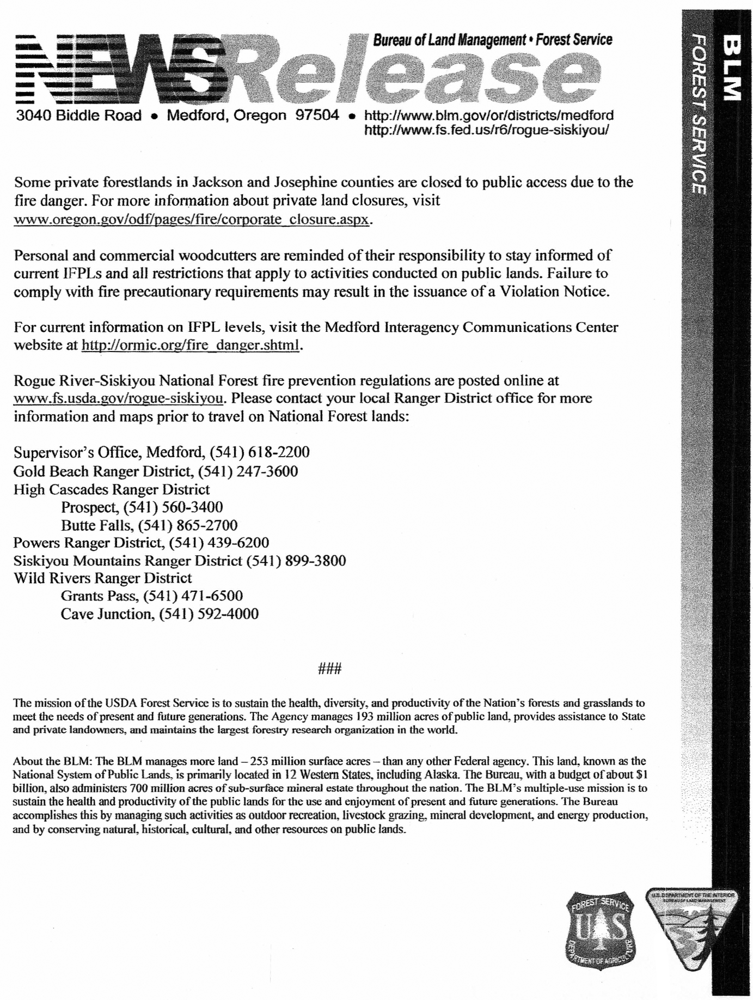 NEWSRelease
Bureau of Land Management • Forest Service
3040 Biddle Road • Medford, Oregon 97504 • http://www.blm.gov/or/districts/medford
http://www.fs.fed.us/r6/rogue-siskiyou/
BLM
FOREST SERVICE
Some private forestlands in Jackson and Josephine counties are closed to public access due to the
fire danger. For more information about private land closures, visit
www.oregon.gov/odf/pages/fire/corporate_closure.aspx.
Personal and commercial woodcutters are reminded of their responsibility to stay informed of
current IFPLs and all restrictions that apply to activities conducted on public lands. Failure to
comply with fire precautionary requirements may result in the issuance of a Violation Notice.
For current information on IFPL levels, visit the Medford Interagency Communications Center
website at http://ormic.org/fire_danger.shtml.
Rogue River-Siskiyou National Forest fire prevention regulations are posted online at
www.fs.usda.gov/rogue-siskiyou. Please contact your local Ranger District office for more
information and maps prior to travel on National Forest lands:
Supervisor's Office, Medford, (541) 618-2200
Gold Beach Ranger District, (541) 247-3600
High Cascades Ranger District
Prospect, (541) 560-3400
Butte Falls, (541) 865-2700
Powers Ranger District, (541) 439-6200
Siskiyou Mountains Ranger District (541) 899-3800
Wild Rivers Ranger District
Grants Pass, (541) 471-6500
Cave Junction, (541) 592-4000
###
The mission of the USDA Forest Service is to sustain the health, diversity, and productivity of the Nation's forests and grasslands to
meet the needs of present and future generations. The Agency manages 193 million acres of public land, provides assistance to State
and private landowners, and maintains the largest forestry research organization in the world.
About the BLM: The BLM manages more land – 253 million surface acres – than any other Federal agency. This land, known as the
National System of Public Lands, is primarily located in 12 Western States, including Alaska. The Bureau, with a budget of about $1
billion, also administers 700 million acres of sub-surface mineral estate throughout the nation. The BLM's multiple-use mission is to
sustain the health and productivity of the public lands for the use and enjoyment of present and future generations. The Bureau
accomplishes this by managing such activities as outdoor recreation, livestock grazing, mineral development, and energy production,
and by conserving natural, historical, cultural, and other resources on public lands.
FOREST SERVICE
U S
DEPARTMENT OF AGRICULTURE
U.S. DEPARTMENT OF THE INTERIOR
BUREAU OF LAND MANAGEMENT